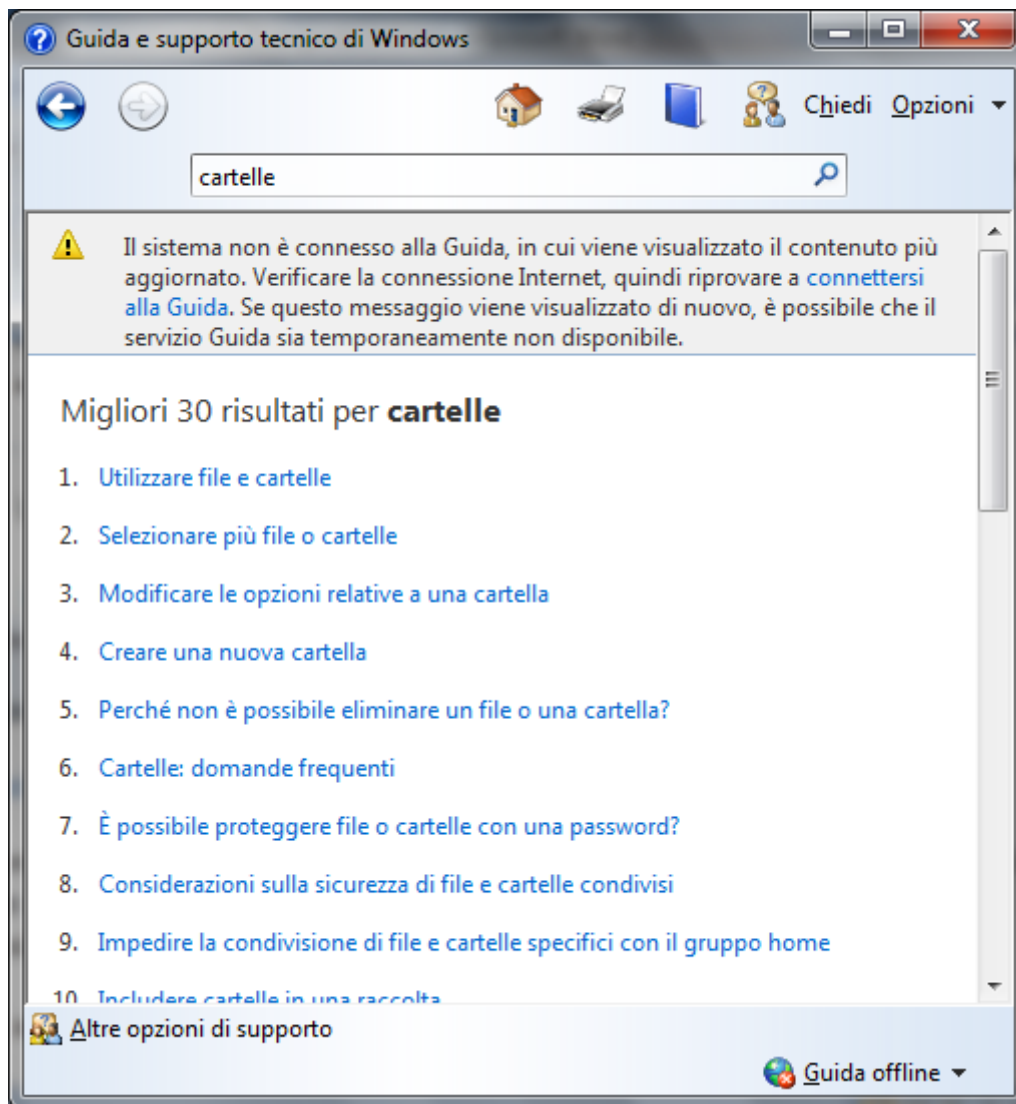 Guida e supporto tecnico di Windows
Chiedi Opzioni
cartelle
Il sistema non è connesso alla Guida, in cui viene visualizzato il contenuto più
aggiornato. Verificare la connessione Internet, quindi riprovare a connettersi
alla Guida. Se questo messaggio viene visualizzato di nuovo, è possibile che il
servizio Guida sia temporaneamente non disponibile.
Migliori 30 risultati per cartelle
1. Utilizzare file e cartelle
2. Selezionare più file o cartelle
3. Modificare le opzioni relative a una cartella
4. Creare una nuova cartella
5. Perché non è possibile eliminare un file o una cartella?
6. Cartelle: domande frequenti
7. È possibile proteggere file o cartelle con una password?
8. Considerazioni sulla sicurezza di file e cartelle condivisi
9. Impedire la condivisione di file e cartelle specifici con il gruppo home
10. Includere cartelle in una raccolta
Altre opzioni di supporto
Guida offline